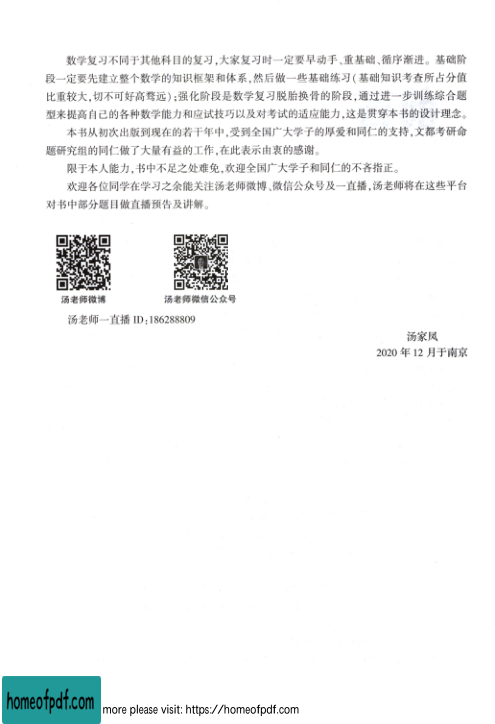 数学复习不同于其他科目的复习,大家复习时一定要早动手、重基础、循序渐进。基础阶
段一定要先建立整个数学的知识框架和体系,然后做一些基础练习(基础知识考查所占分值
比重较大,切不可好高骛远);强化阶段是数学复习脱胎换骨的阶段,通过进一步训练综合题
型来提高自己的各种数学能力和应试技巧以及对考试的适应能力,这是贯穿本书的设计理念。
本书从初次出版到现在的若干年中,受到全国广大学子的厚爱和同仁的支持,文都考研命
题研究组的同仁做了大量有益的工作,在此表示由衷的感谢。
限于本人能力,书中不足之处难免,欢迎全国广大学子和同仁的不吝指正。
欢迎各位同学在学习之余能关注汤老师微博、微信公众号及一直播,汤老师将在这些平台
对书中部分题目做直播预告及讲解。
汤老师微博
汤老师微信公众号
汤老师一直播 ID:186288809
汤家凤
2020 年 12 月于南京
homeofpdf.com
more please visit: https://homeofpdf.com